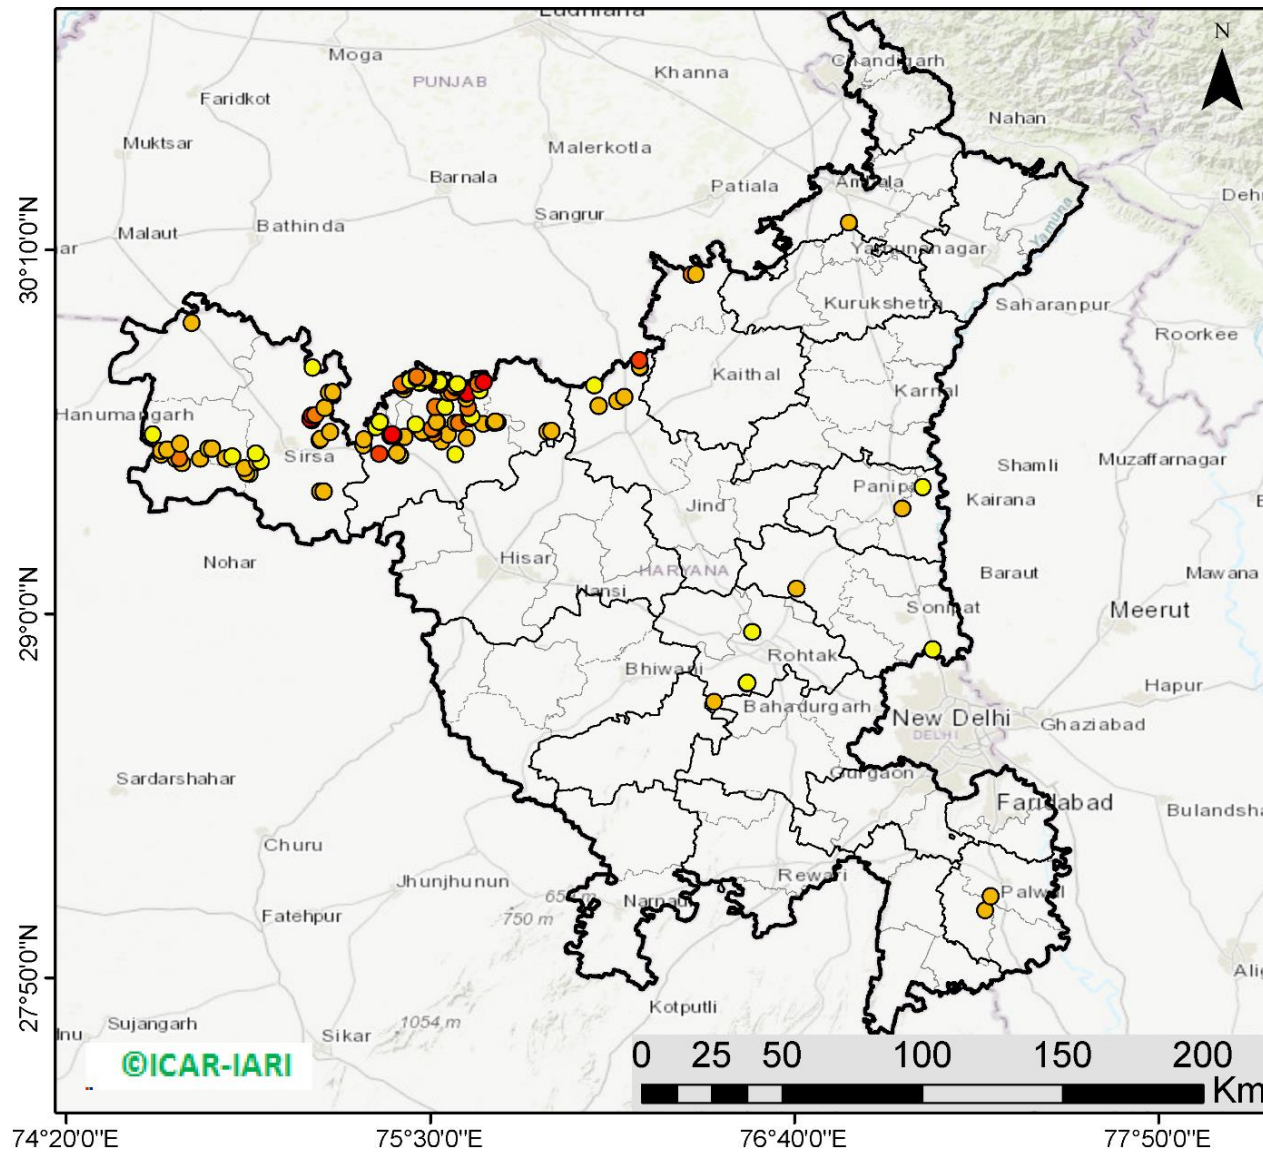 Ludhiana
Moga
Chandigarh
Khanna
PUNJAB
Faridkot
Nahan
Muktsar
Malerkotla
Barnala
Patiala
Ambala
Sangrur
Bathinda
Malaut
Yamuna
Yamunanagar
30°10'0"N
Kurukshetra
Saharanpur
Roorkee
Kaithal
Karnal
Hanumangarh
Sirsa
Shamli
Muzaffarnagar
Panipat
Kairana
Jind
Nohar
Hisar
HARYANA
Baraut
Mawana
Hansi
Sonipat
Meerut
29°0'0"N
Rohtak
Bhiwani
Hapur
Bahadurgarh
New Delhi
Ghaziabad
DELHI
Sardarshahar
Gurgaon
Faridabad
Bulandsha
Churu
Jhunjhunun
Rewari
Palwal
Narnaul
750 m
Fatehpur
27°50'0"N
Kotputli
Sujangarh
1054 m
Sikar
©ICAR-IARI
0 25 50 100 150 200
Km
74°20'0"E 75°30'0"E 76°40'0"E 77°50'0"E
N